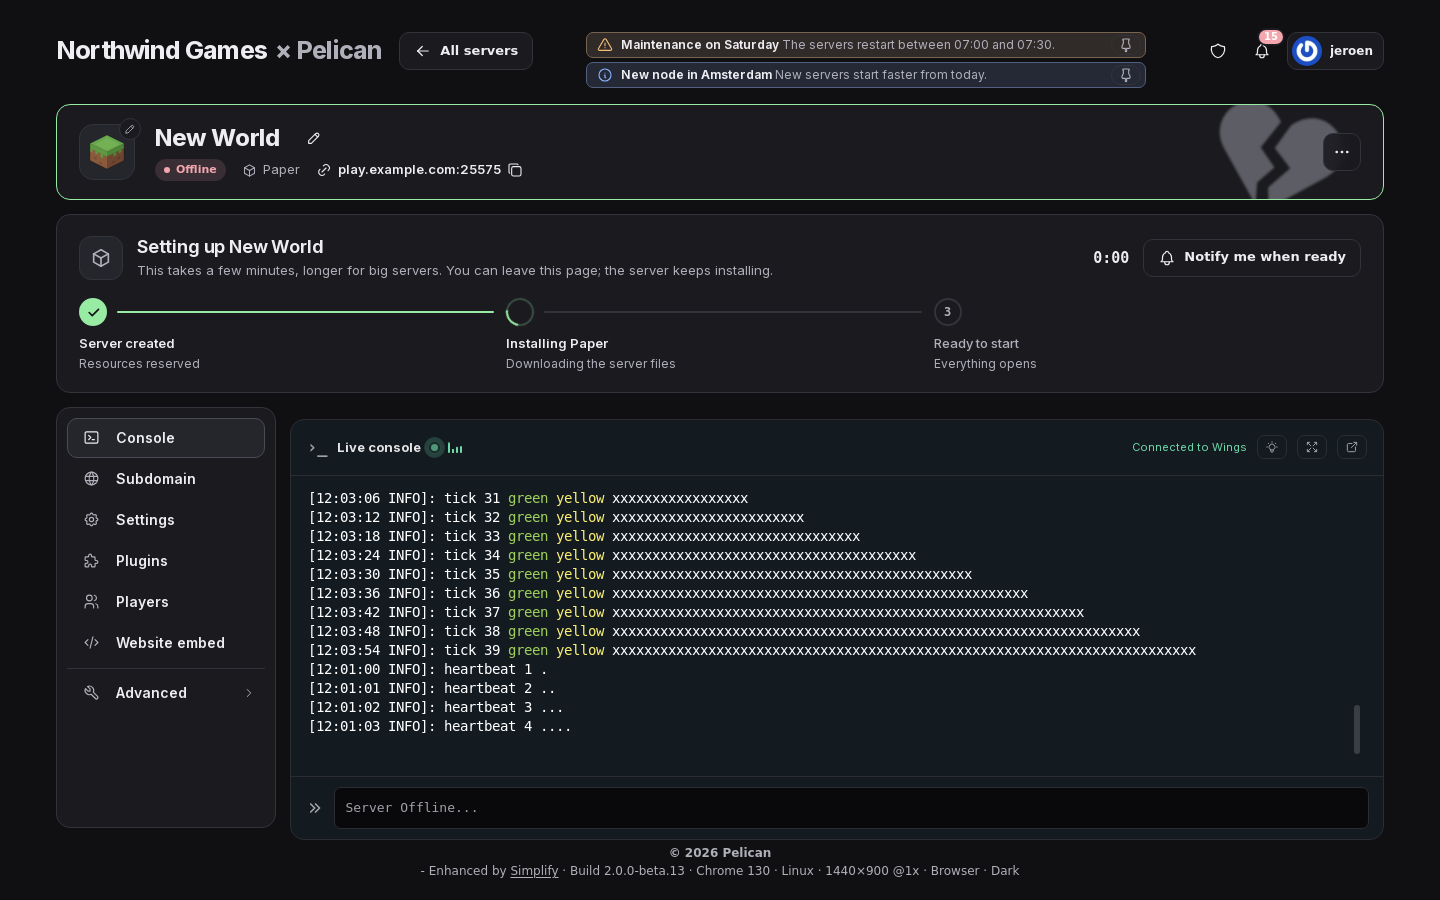 Northwind Games × Pelican
All servers
Maintenance on Saturday The servers restart between 07:00 and 07:30.
New node in Amsterdam New servers start faster from today.
15
jeroen
New World
Offline
Paper
play.example.com:25575
Setting up New World
This takes a few minutes, longer for big servers. You can leave this page; the server keeps installing.
0:00
Notify me when ready
3
Server created
Installing Paper
Ready to start
Resources reserved
Downloading the server files
Everything opens
Console
Subdomain
Settings
Plugins
Players
Website embed
Advanced
Live console
Connected to Wings
[12:03:06 INFO]: tick 31 green yellow xxxxxxxxxxxxxxxxx
[12:03:12 INFO]: tick 32 green yellow xxxxxxxxxxxxxxxxxxxxxxxx
[12:03:18 INFO]: tick 33 green yellow xxxxxxxxxxxxxxxxxxxxxxxxxxxxxxx
[12:03:24 INFO]: tick 34 green yellow xxxxxxxxxxxxxxxxxxxxxxxxxxxxxxxxxxxxxx
[12:03:30 INFO]: tick 35 green yellow xxxxxxxxxxxxxxxxxxxxxxxxxxxxxxxxxxxxxxxxxxxxx
[12:03:36 INFO]: tick 36 green yellow xxxxxxxxxxxxxxxxxxxxxxxxxxxxxxxxxxxxxxxxxxxxxxxxxxxx
[12:03:42 INFO]: tick 37 green yellow xxxxxxxxxxxxxxxxxxxxxxxxxxxxxxxxxxxxxxxxxxxxxxxxxxxxxxxxxxx
[12:03:48 INFO]: tick 38 green yellow xxxxxxxxxxxxxxxxxxxxxxxxxxxxxxxxxxxxxxxxxxxxxxxxxxxxxxxxxxxxxxxxxx
[12:03:54 INFO]: tick 39 green yellow xxxxxxxxxxxxxxxxxxxxxxxxxxxxxxxxxxxxxxxxxxxxxxxxxxxxxxxxxxxxxxxxxxxxxxxxx
[12:01:00 INFO]: heartbeat 1 .
[12:01:01 INFO]: heartbeat 2 ..
[12:01:02 INFO]: heartbeat 3 ...
[12:01:03 INFO]: heartbeat 4 ....
Server Offline...
© 2026 Pelican
- Enhanced by Simplify · Build 2.0.0-beta.13 · Chrome 130 · Linux · 1440×900 @1x · Browser · Dark